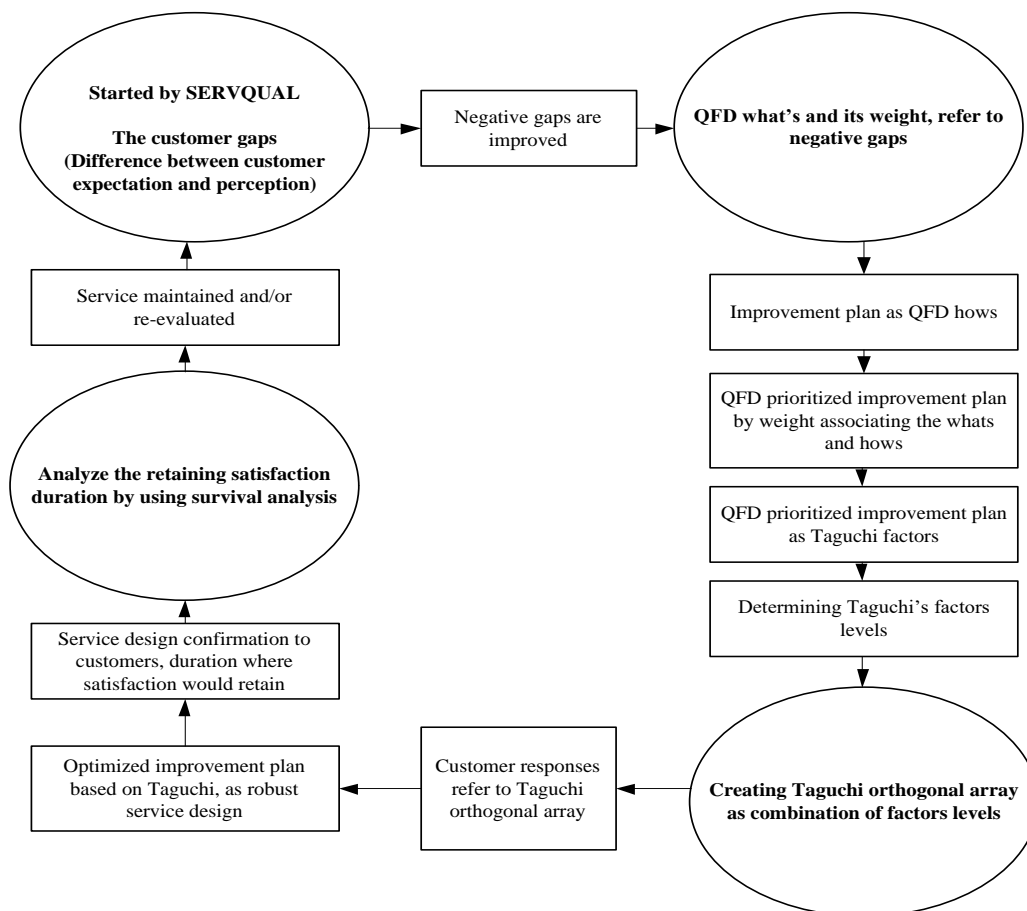 Started by SERVQUAL
The customer gaps
(Difference between customer
expectation and perception)
Negative gaps are
improved
QFD what's and its weight, refer to
negative gaps
Improvement plan as QFD hows
QFD prioritized improvement plan
by weight associating the whats
and hows
QFD prioritized improvement plan
as Taguchi factors
Determining Taguchi's factors
levels
Creating Taguchi orthogonal array
as combination of factors levels
Customer responses
refer to Taguchi
orthogonal array
Optimized improvement plan
based on Taguchi, as robust
service design
Service design confirmation to
customers, duration where
satisfaction would retain
Analyze the retaining satisfaction
duration by using survival analysis
Service maintained and/or
re-evaluated